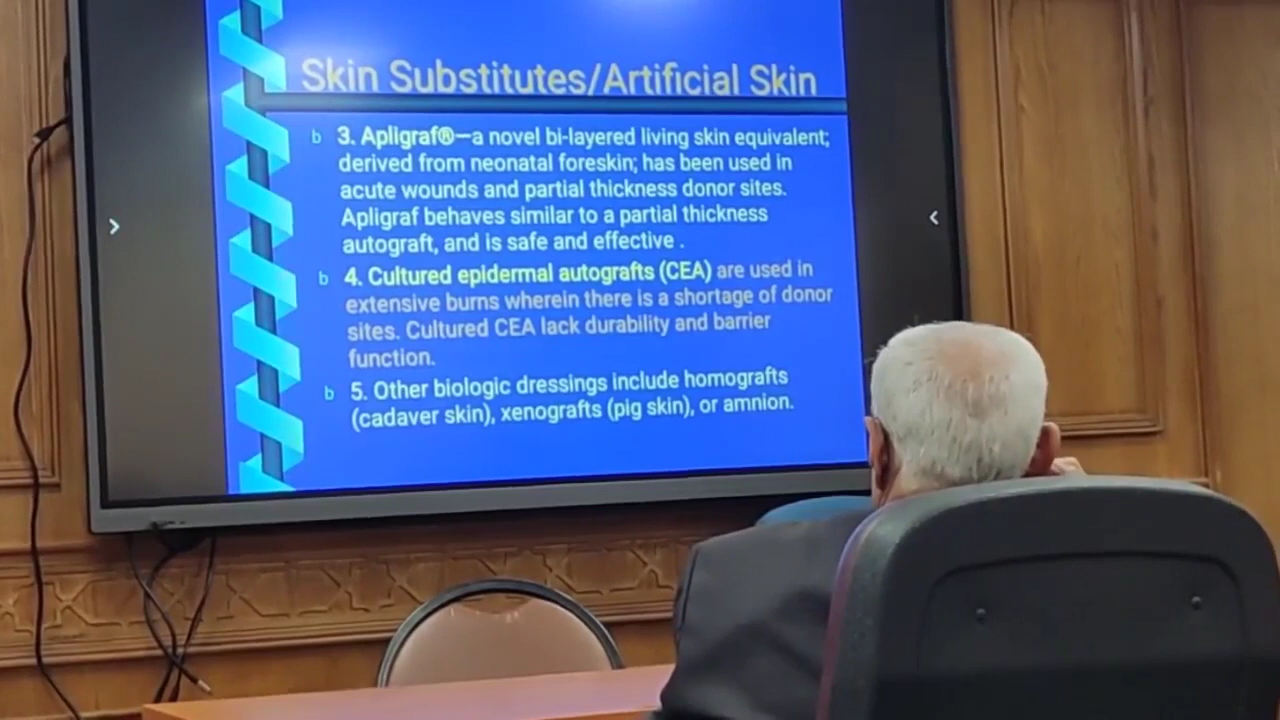 Skin Substitutes/Artificial Skin
b 3. Apligraf®—a novel bi-layered living skin equivalent;
derived from neonatal foreskin; has been used in
acute wounds and partial thickness donor sites.
Apligraf behaves similar to a partial thickness
autograft, and is safe and effective .
b 4. Cultured epidermal autografts (CEA) are used in
extensive burns wherein there is a shortage of donor
sites. Cultured CEA lack durability and barrier
function.
b 5. Other biologic dressings include homografts
(cadaver skin), xenografts (pig skin), or amnion.